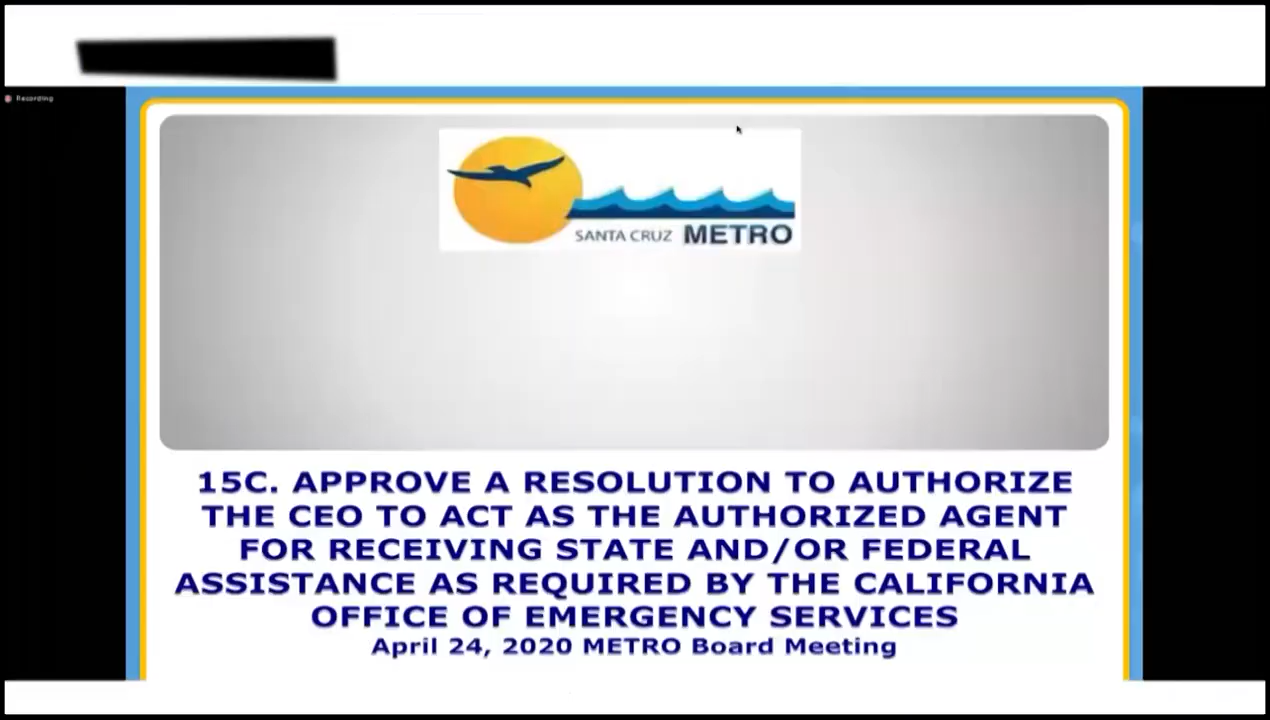 Recording
SANTA CRUZ METRO
15C. APPROVE A RESOLUTION TO AUTHORIZE
THE CEO TO ACT AS THE AUTHORIZED AGENT
FOR RECEIVING STATE AND/OR FEDERAL
ASSISTANCE AS REQUIRED BY THE CALIFORNIA
OFFICE OF EMERGENCY SERVICES
April 24, 2020 METRO Board Meeting